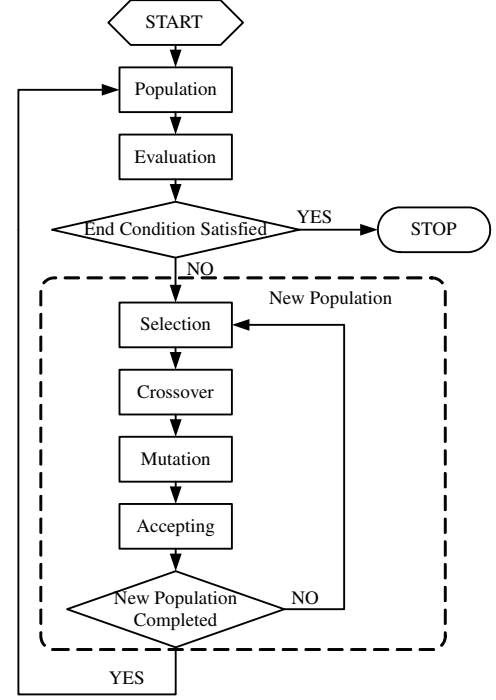 START
Population
Evaluation
End Condition Satisfied
YES
STOP
NO
New Population
Selection
Crossover
Mutation
Accepting
New Population
Completed
NO
YES